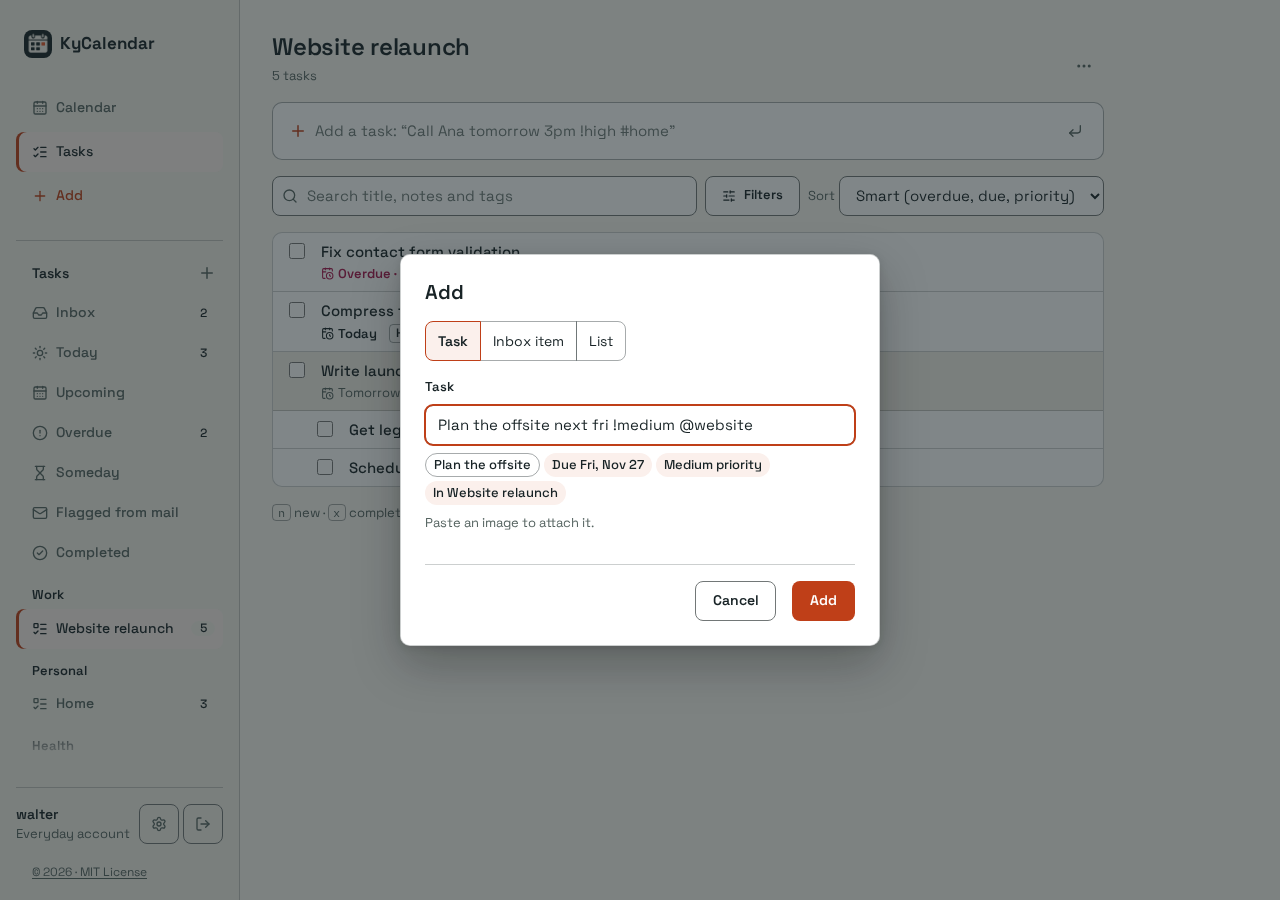 KyCalendar
Calendar
Tasks
Add
Tasks
Inbox 2
Today 3
Upcoming
Overdue 2
Someday
Flagged from mail
Completed
Work
Website relaunch 5
Personal
Home 3
Health
walter
Everyday account
© 2026 · MIT License
Website relaunch
5 tasks
Add a task: “Call Ana tomorrow 3pm !high #home”
Search title, notes and tags
Filters
Sort
Smart (overdue, due, priority)
Fix contact form validation
Overdue ·
Compress
Today
Write
Tomorrow
Get
n new · x
Add
Task Inbox item List
Task
Plan the offsite next fri !medium @website
Plan the offsite Due Fri, Nov 27 Medium priority
In Website relaunch
Paste an image to attach it.
Cancel Add